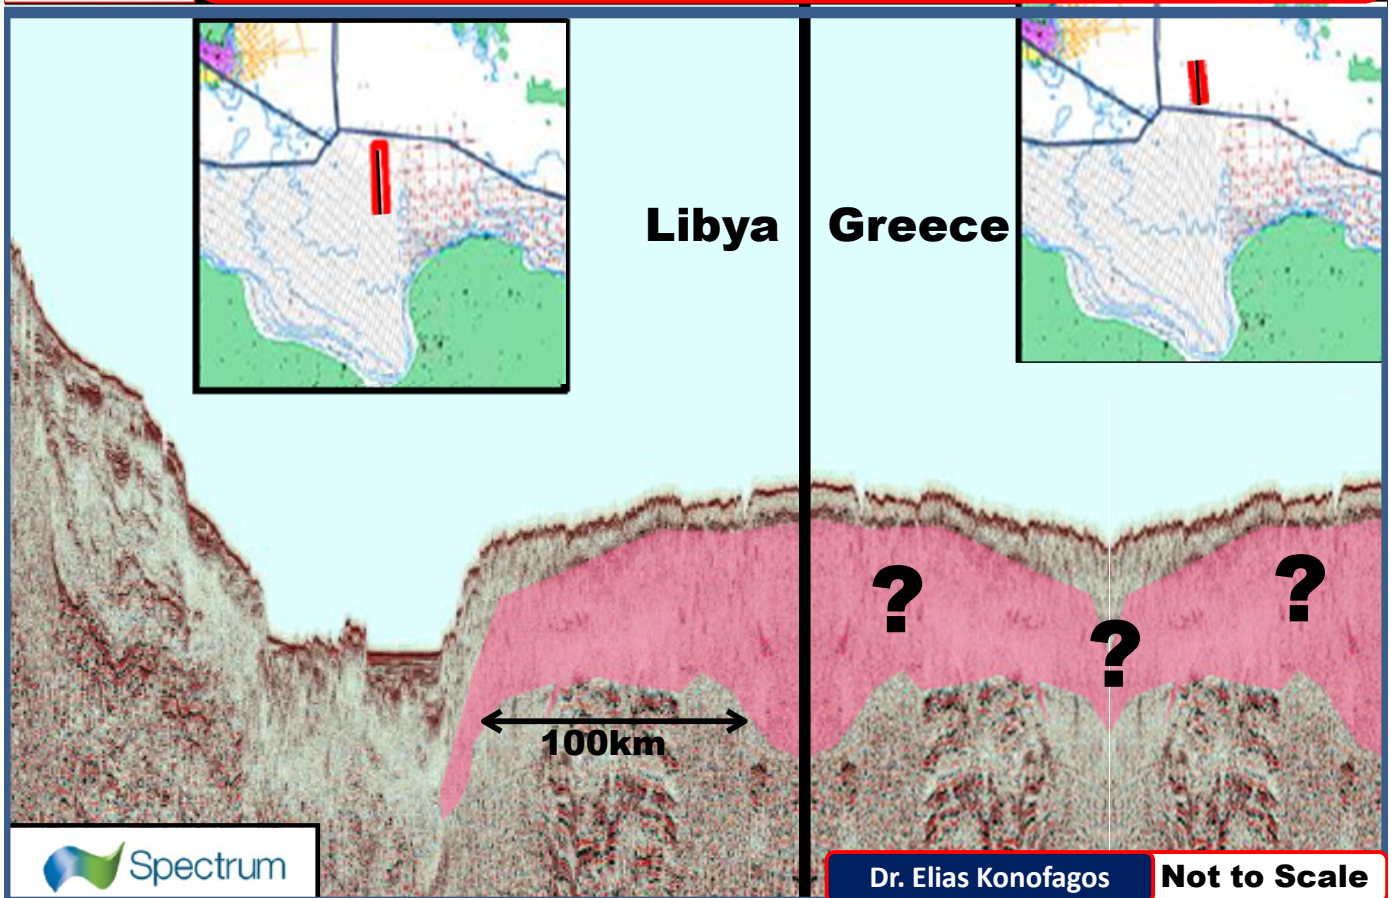 Libya
Greece
?
?
?
100km
Spectrum
Dr. Elias Konofagos
Not to Scale